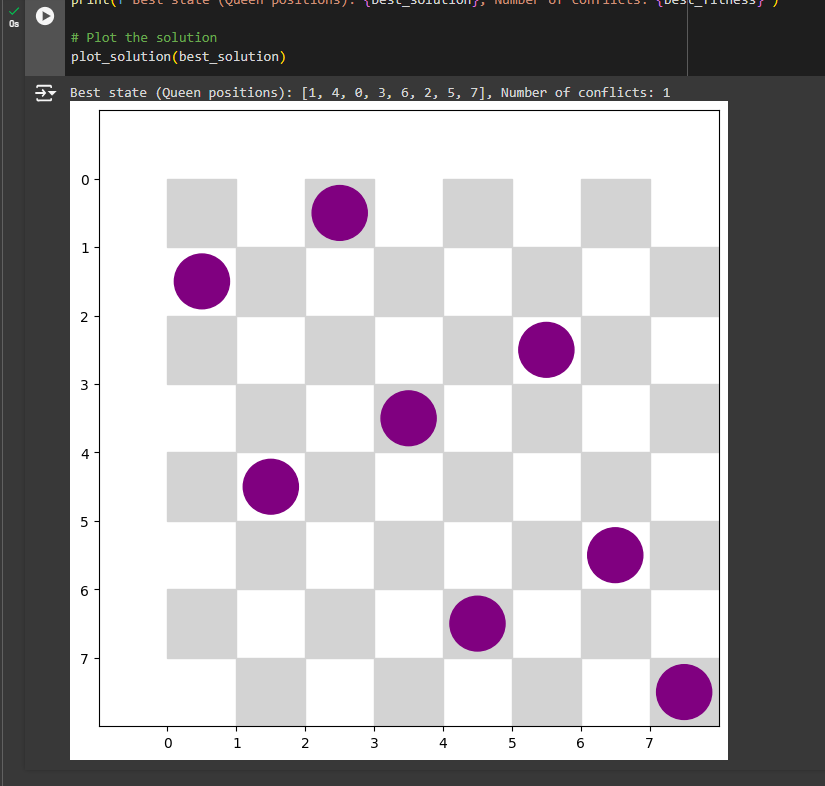 print(f"Best state (Queen positions): {best_solution}, Number of conflicts: {best_fitness}")
0s
# Plot the solution
plot_solution(best_solution)
Best state (Queen positions): [1, 4, 0, 3, 6, 2, 5, 7], Number of conflicts: 1
0
1
2
3
4
5
6
7
0 1 2 3 4 5 6 7